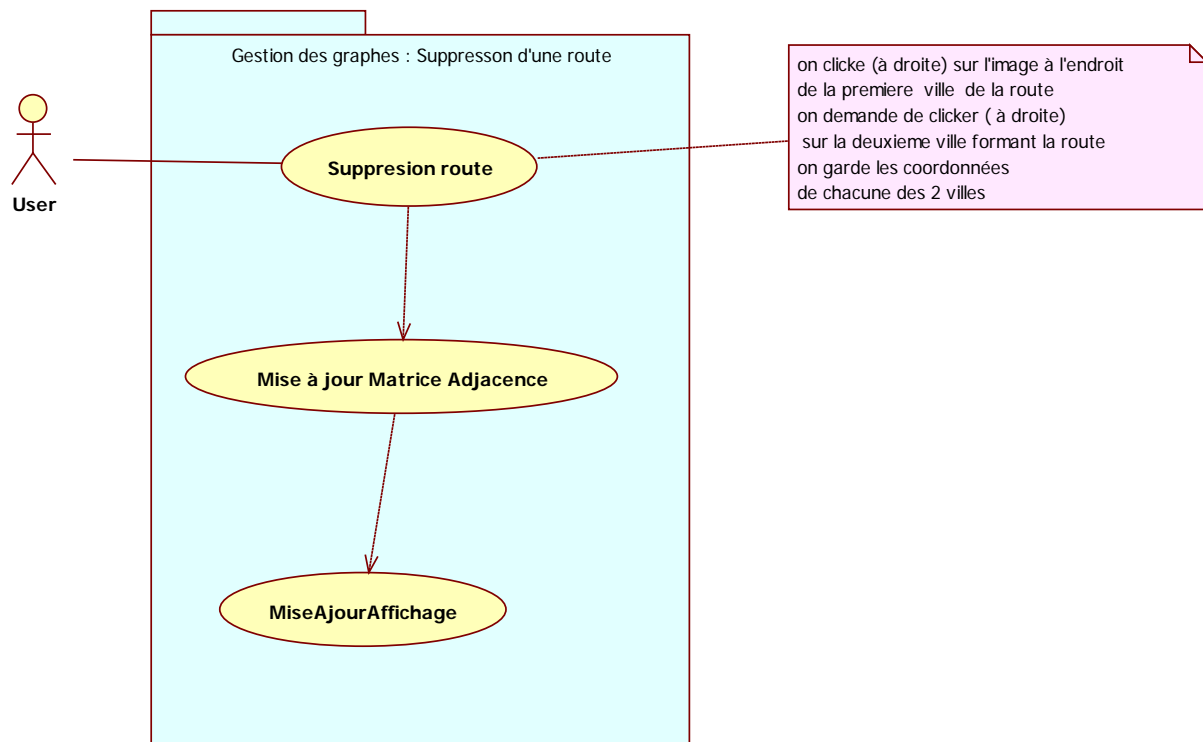 Gestion des graphes : Suppresson d'une route
on clicke (à droite) sur l'image à l'endroit
de la premiere ville de la route
on demande de clicker ( à droite)
sur la deuxieme ville formant la route
on garde les coordonnées
de chacune des 2 villes
User
Suppresion route
Mise à jour Matrice Adjacence
MiseAjourAffichage